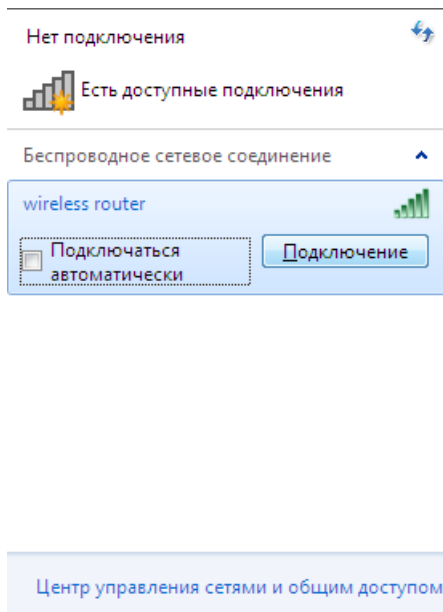 Нет подключения
Есть доступные подключения
Беспроводное сетевое соединение
wireless router
Подключаться
автоматически
Подключение
Центр управления сетями и общим доступом